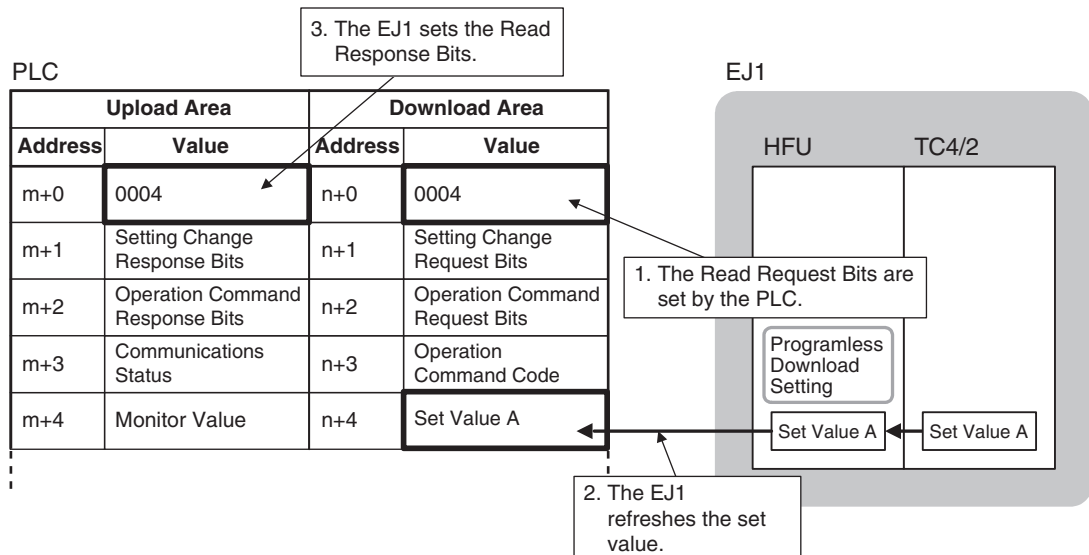 3. The EJ1 sets the Read
Response Bits.
PLC
EJ1
Upload Area Download Area
Address Value Address Value
HFU TC4/2
m+0 0004 n+0 0004
m+1 Setting Change
Response Bits n+1 Setting Change
Request Bits
1. The Read Request Bits are
set by the PLC.
m+2 Operation Command
Response Bits n+2 Operation Command
Request Bits
m+3 Communications
Status n+3 Operation
Command Code
Programless
Download
Setting
m+4 Monitor Value n+4 Set Value A
Set Value A Set Value A
2. The EJ1
refreshes the set
value.